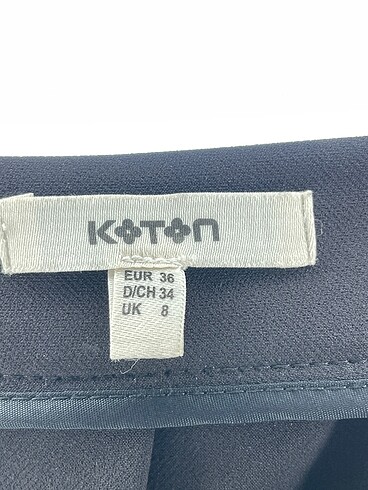 KOTON
EUR 36
D/CH 34
UK 8